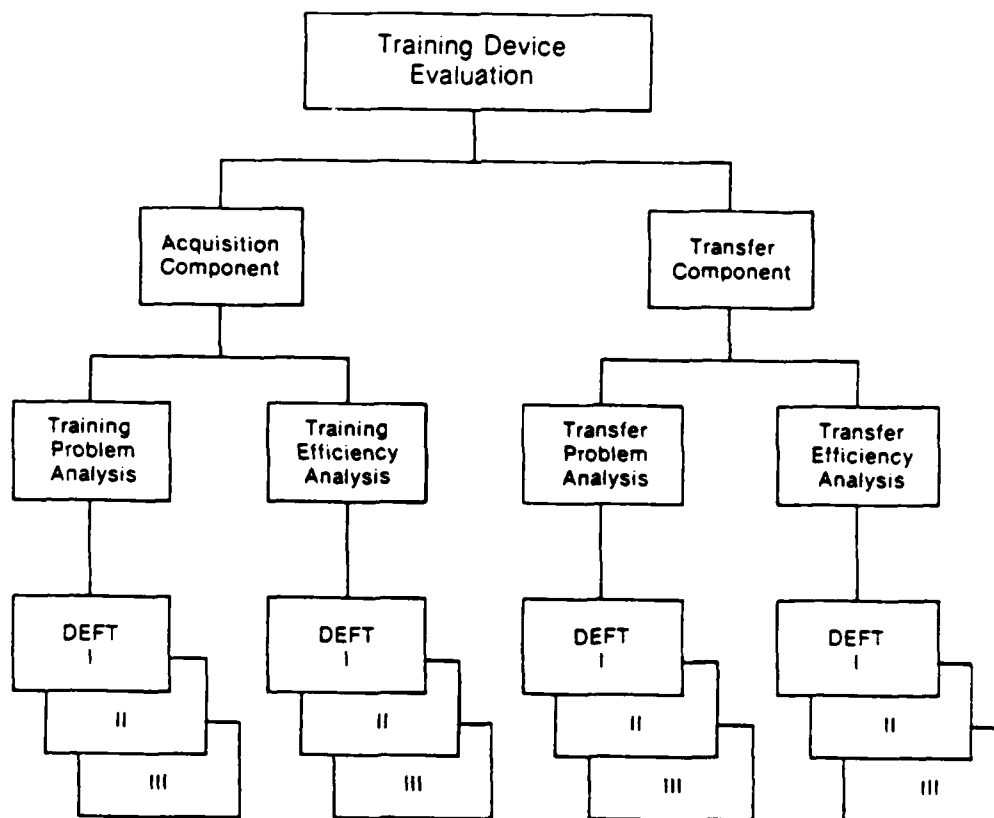 Training Device
Evaluation
Acquisition
Component
Transfer
Component
Training
Problem
Analysis
Training
Efficiency
Analysis
Transfer
Problem
Analysis
Transfer
Efficiency
Analysis
DEFT
I
II
III
DEFT
I
II
III
DEFT
I
II
III
DEFT
I
II
III